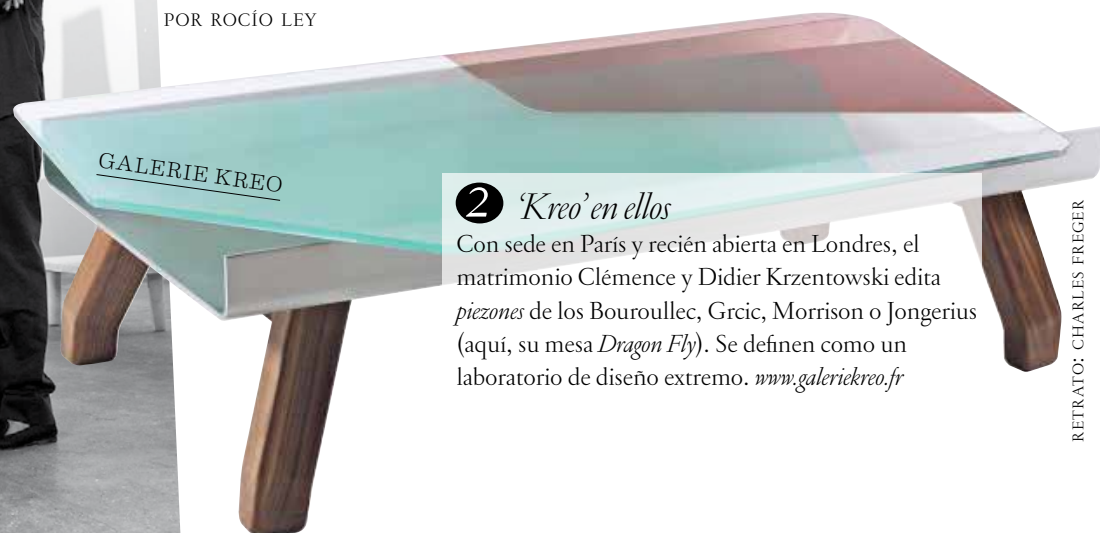 POR ROCÍO LEY
GALERIE KREO
2 ‘Kreo’ en ellos
Con sede en París y recién abierta en Londres, el
matrimonio Clémence y Didier Krzentowski edita
piezones de los Bouroullec, Grcic, Morrison o Jongerius
(aquí, su mesa Dragon Fly). Se definen como un
laboratorio de diseño extremo. www.galeriekreo.fr
RETRATO: CHARLES FREGER